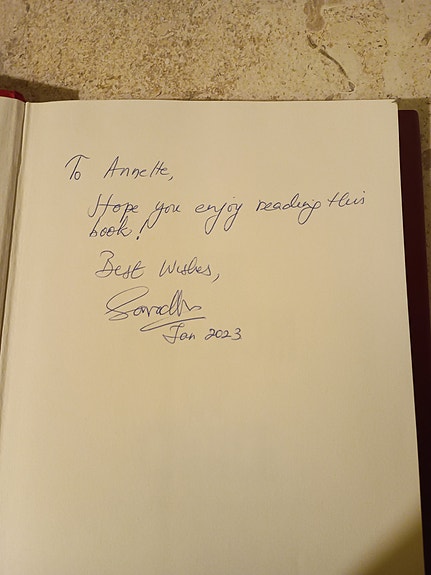 To Annette,
Hope you enjoy reading this
book!
Best Wishes,
Jan 2023